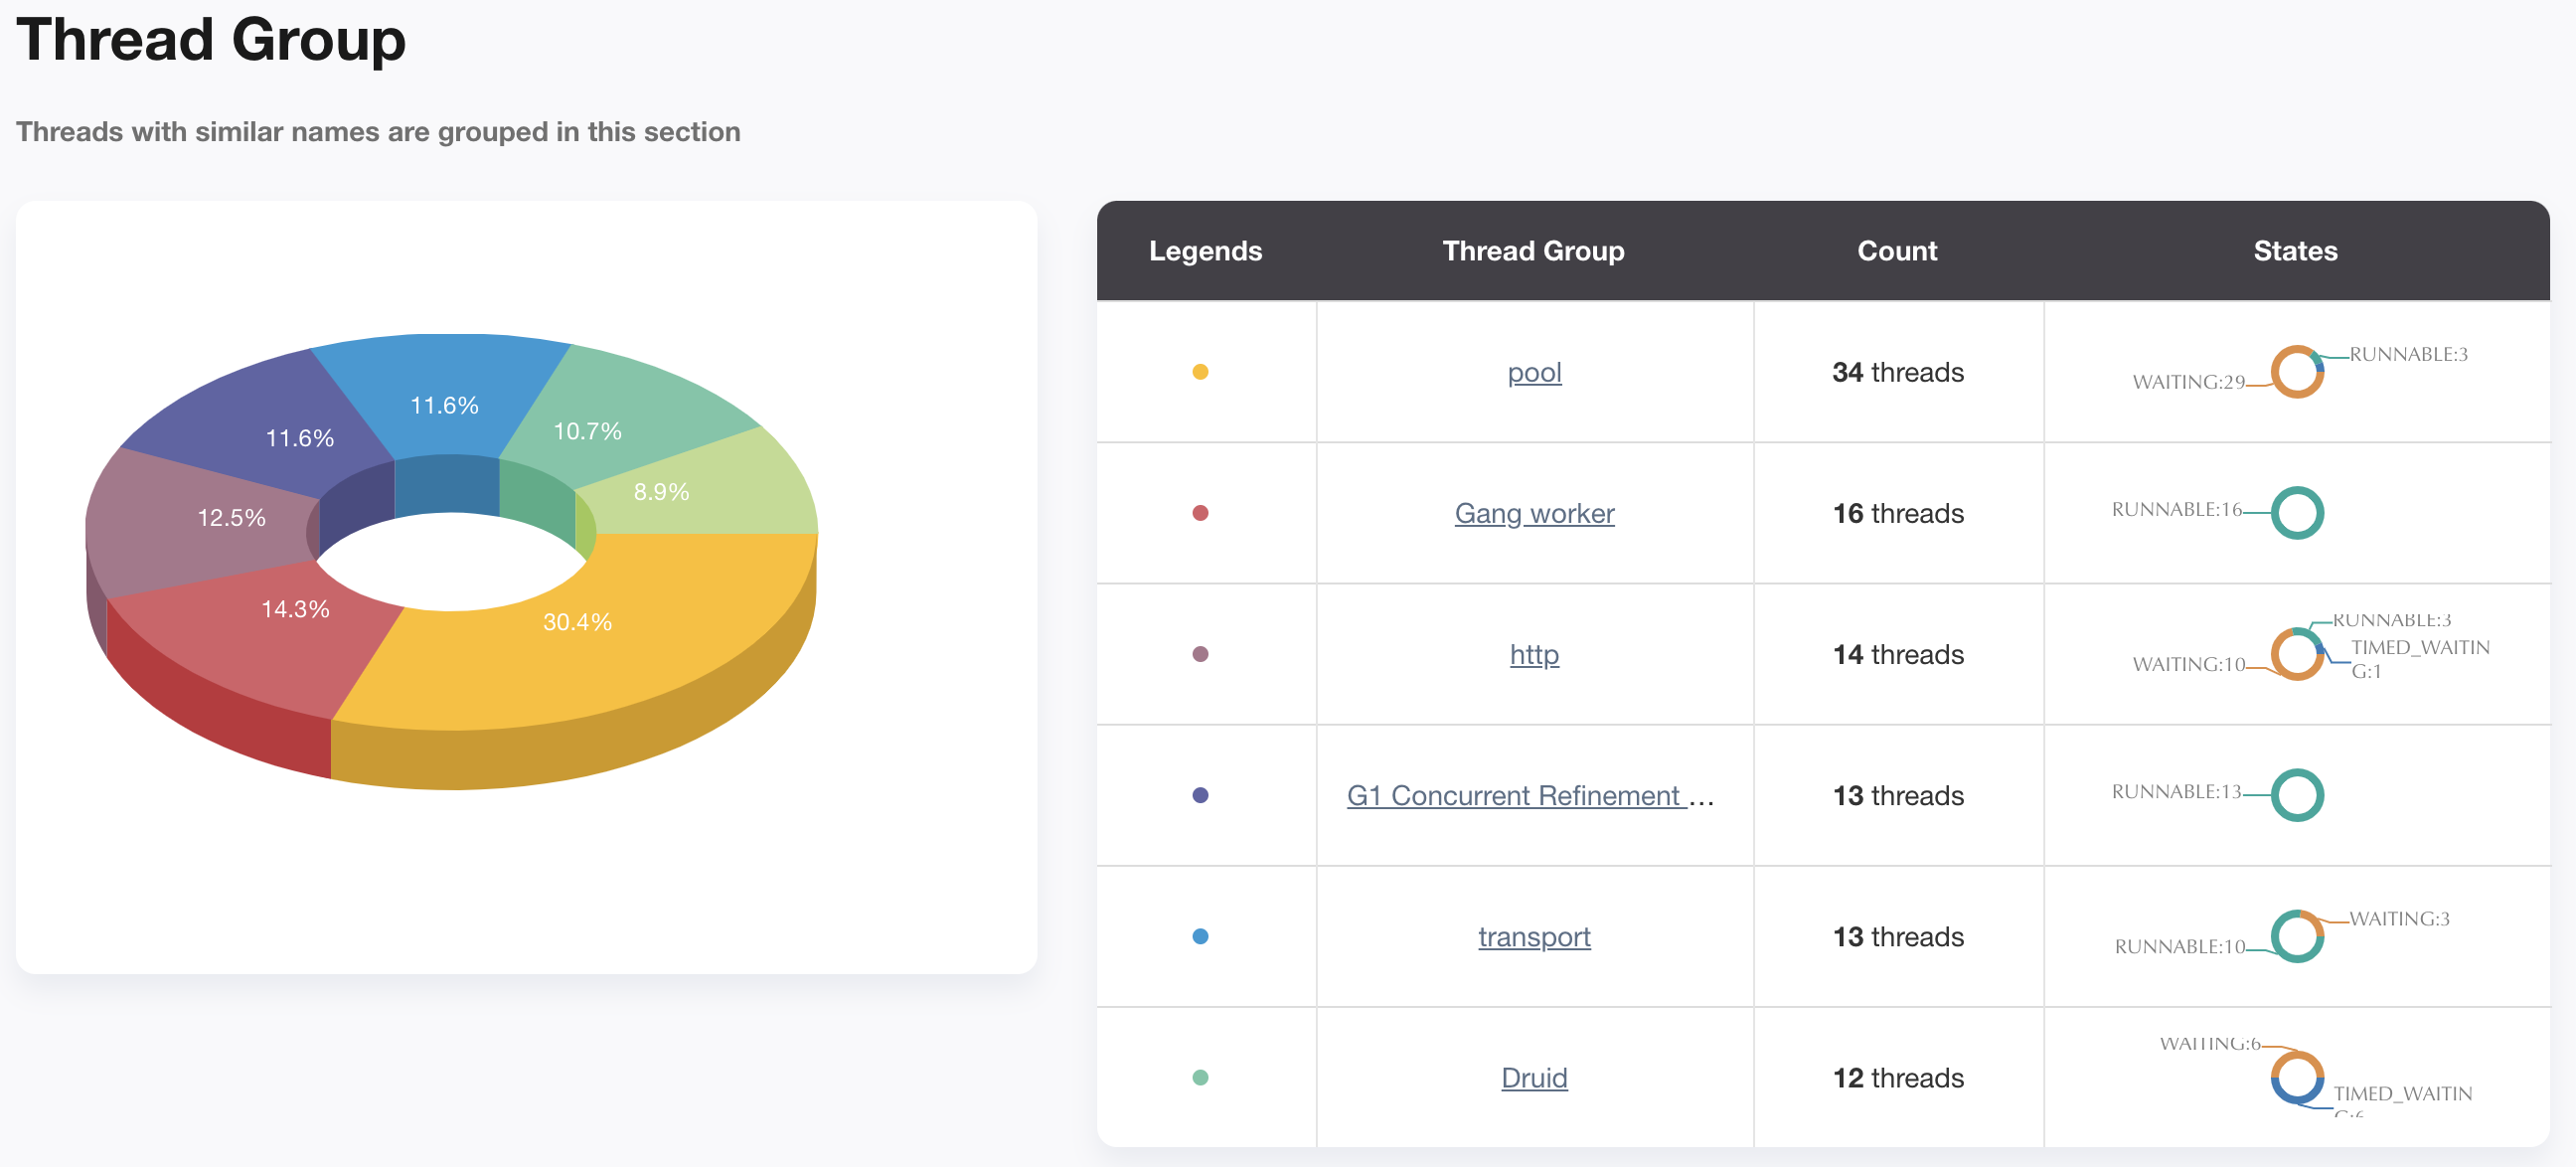 Thread Group
Threads with similar names are grouped in this section
11.6%
10.7%
11.6%
8.9%
12.5%
14.3%
30.4%
Legends Thread Group Count States
pool 34 threads WAITING:29 RUNNABLE:3
Gang worker 16 threads RUNNABLE:16
http 14 threads WAITING:10 RUNNABLE:3
TIMED_WAITIN
G:1
G1 Concurrent Refinement ... 13 threads RUNNABLE:13
transport 13 threads RUNNABLE:10 WAITING:3
Druid 12 threads WAITING:6
TIMED_WAITIN
G:6